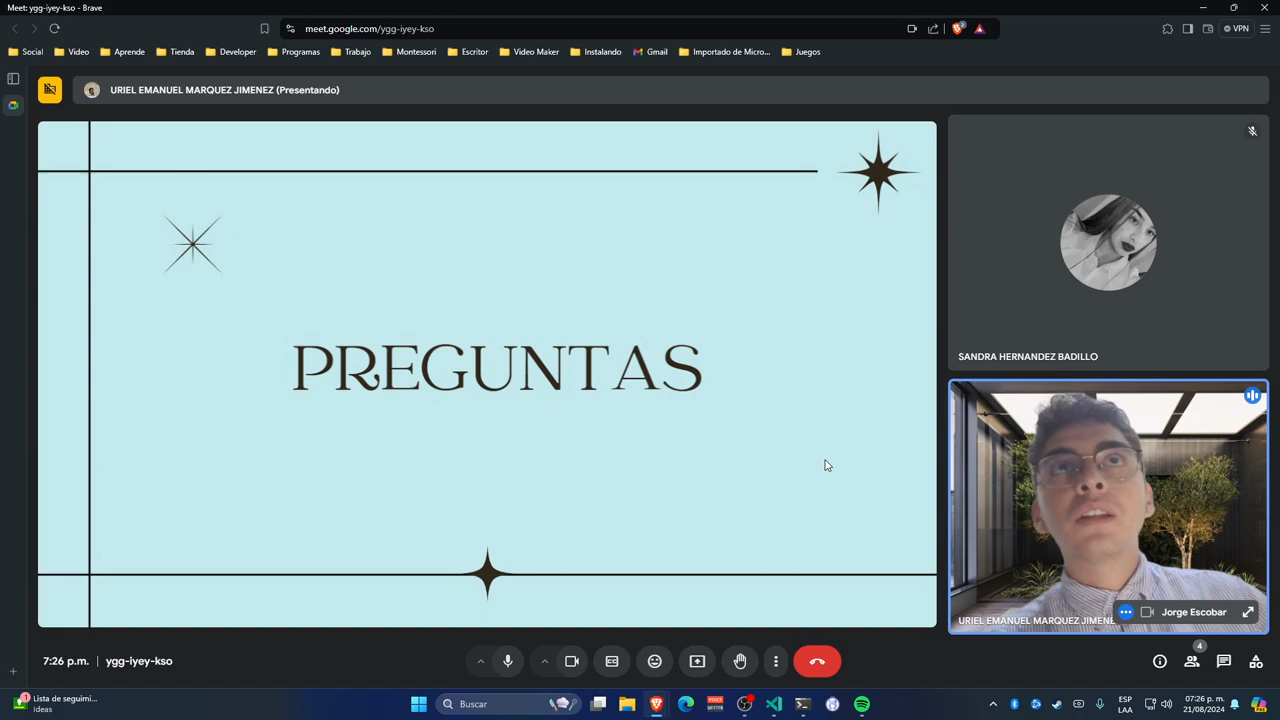 Meet: ygg-iyey-kso - Brave
meet.google.com/ygg-iyey-kso
2
VPN
Social
Video
Aprende
Tienda
Developer
Programas
Trabajo
Montessori
Escritor
Video Maker
Instalando
Gmail
Importado de Micro...
Juegos
URIEL EMANUEL MARQUEZ JIMENEZ (Presentando)
PREGUNTAS
SANDRA HERNANDEZ BADILLO
Jorge Escobar
URIEL EMANUEL MARQUEZ JIMENE
7:26 p.m. | ygg-iyey-kso
4
1
Lista de seguimi...
Ideas
Buscar
ESP
LAA
07:26 p. m.
21/08/2024